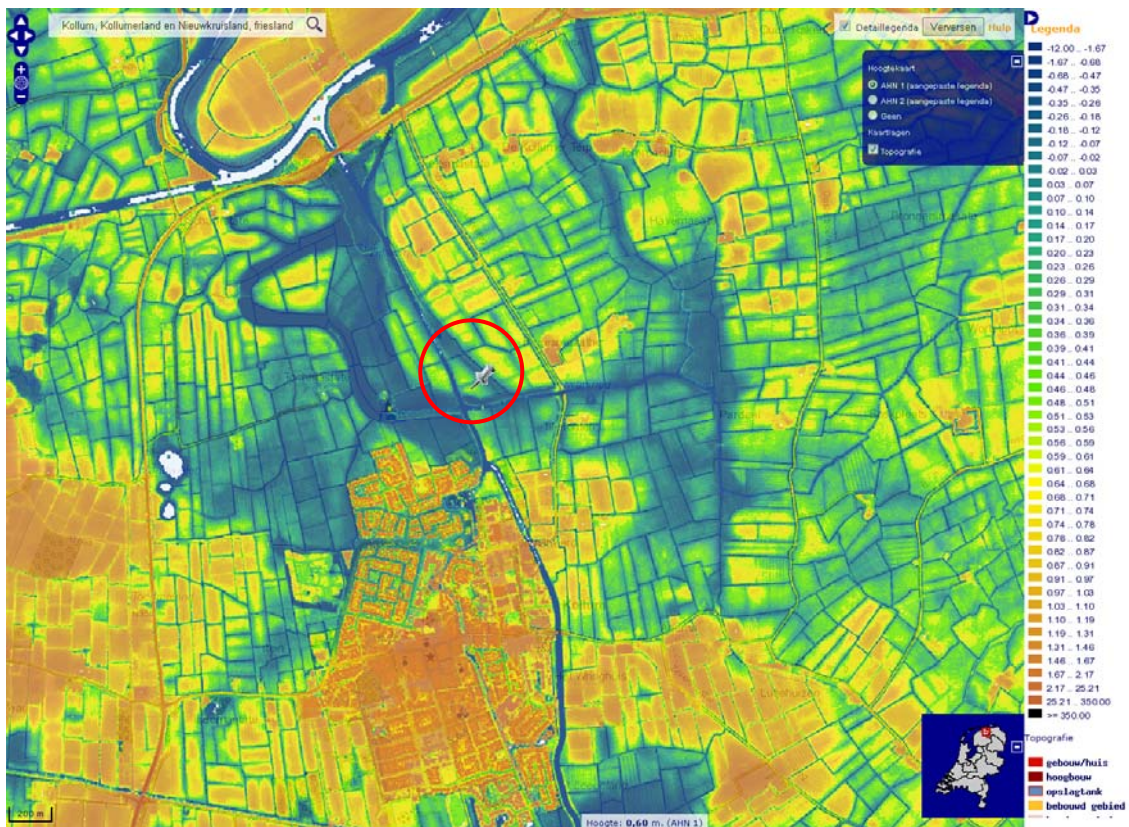 Kollum, Kollumerland en Nieuwkruisland, friesland
Detaillegenda Verversen Hulp
Hoogtekaart
AHN 1 (aangepaste legenda)
AHN 2 (aangepaste legenda)
Geen
Kaartlagen
Topografie
Legenda
-12.00 .. -1.67
-1.67 .. -0.68
-0.68 .. -0.47
-0.47 .. -0.35
-0.35 .. -0.26
-0.26 .. -0.18
-0.18 .. -0.12
-0.12 .. -0.07
-0.07 .. -0.02
-0.02 .. 0.03
0.03 .. 0.07
0.07 .. 0.10
0.10 .. 0.14
0.14 .. 0.17
0.17 .. 0.20
0.20 .. 0.23
0.23 .. 0.26
0.26 .. 0.29
0.29 .. 0.31
0.31 .. 0.34
0.34 .. 0.36
0.36 .. 0.39
0.39 .. 0.41
0.41 .. 0.44
0.44 .. 0.46
0.46 .. 0.48
0.48 .. 0.51
0.51 .. 0.53
0.53 .. 0.56
0.56 .. 0.59
0.59 .. 0.61
0.61 .. 0.64
0.64 .. 0.68
0.68 .. 0.71
0.71 .. 0.74
0.74 .. 0.78
0.78 .. 0.82
0.82 .. 0.87
0.87 .. 0.91
0.91 .. 0.97
0.97 .. 1.03
1.03 .. 1.10
1.10 .. 1.19
1.19 .. 1.31
1.31 .. 1.46
1.46 .. 1.67
1.67 .. 2.17
2.17 .. 25.21
25.21 .. 350.00
>= 350.00
Topografie
gebouw/huis
hoogbouw
opslagtank
bebouwd gebied
Pardoel
200 m
Hoogte: 0,60 m. (AHN 1)